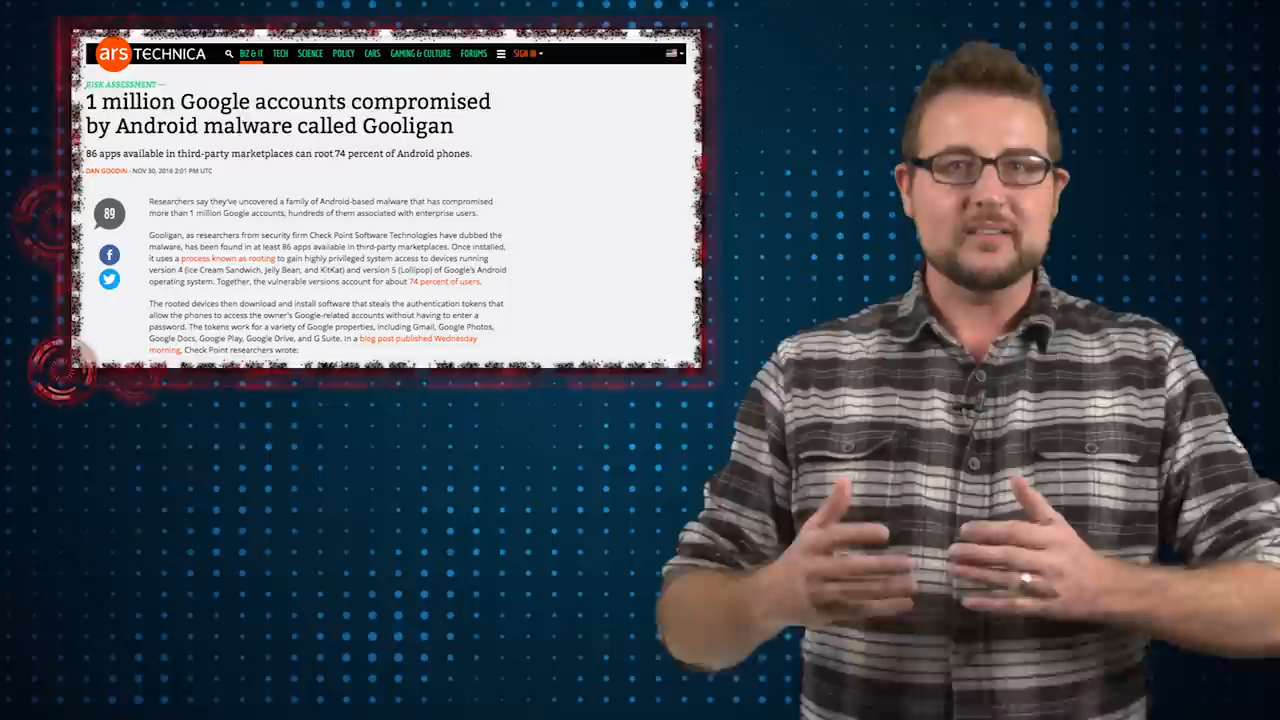 ars TECHNICA BIZ & IT TECH SCIENCE POLICY CARS GAMING & CULTURE FORUMS SIGN IN
RISK ASSESSMENT —
1 million Google accounts compromised
by Android malware called Gooligan
86 apps available in third-party marketplaces can root 74 percent of Android phones.
DAN GOODIN - NOV 30, 2016 2:01 PM UTC
89
Researchers say they've uncovered a family of Android-based malware that has compromised
more than 1 million Google accounts, hundreds of them associated with enterprise users.
Gooligan, as researchers from security firm Check Point Software Technologies have dubbed the
malware, has been found in at least 86 apps available in third-party marketplaces. Once installed,
it uses a process known as rooting to gain highly privileged system access to devices running
version 4 (Ice Cream Sandwich, Jelly Bean, and KitKat) and version 5 (Lollipop) of Google's Android
operating system. Together, the vulnerable versions account for about 74 percent of users.
The rooted devices then download and install software that steals the authentication tokens that
allow the phones to access the owner's Google-related accounts without having to enter a
password. The tokens work for a variety of Google properties, including Gmail, Google Photos,
Google Docs, Google Play, Google Drive, and G Suite. In a blog post published Wednesday
morning, Check Point researchers wrote: